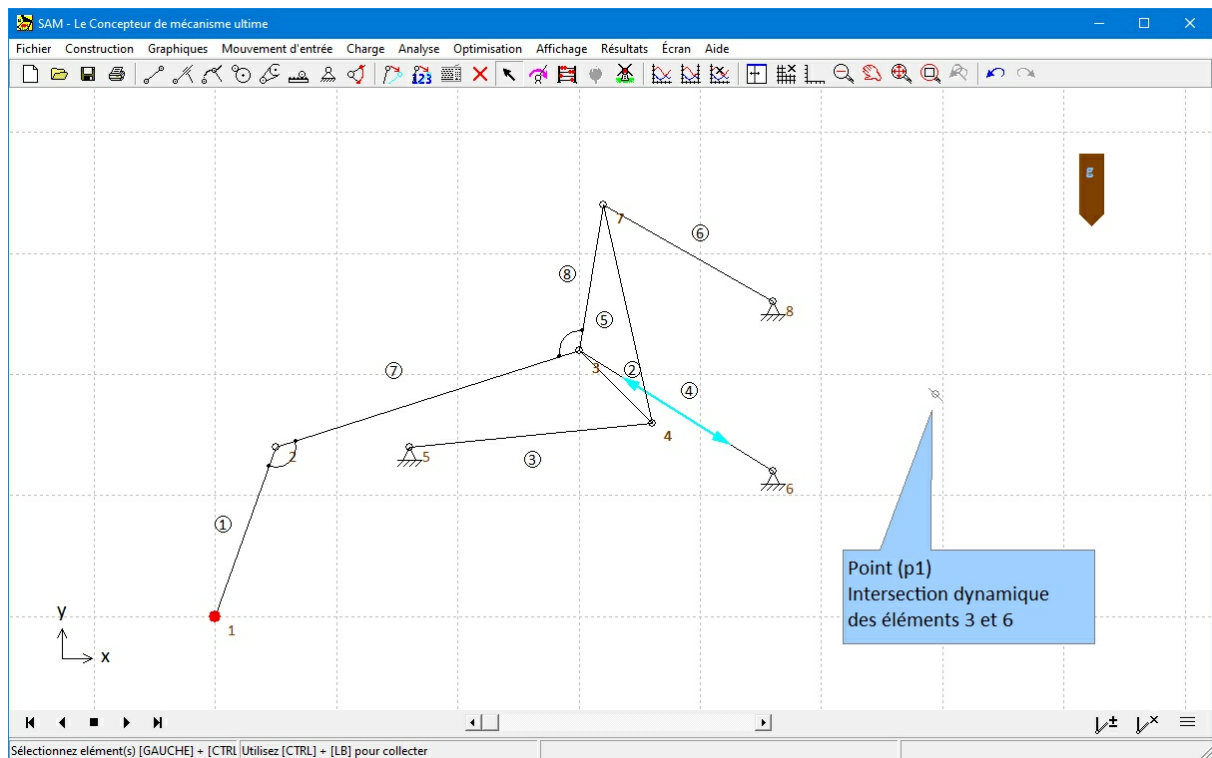 SAM - Le Concepteur de mécanisme ultime
Fichier Construction Graphiques Mouvement d'entrée Charge Analyse Optimisation Affichage Résultats Écran Aide
123
g
7
6
8
8
5
3
2
7
4
4
2
5
3
6
1
Point (p1)
Intersection dynamique
des éléments 3 et 6
y
1
x
Sélectionnez elément(s) [GAUCHE] + [CTRL Utilisez [CTRL] + [LB] pour collecter